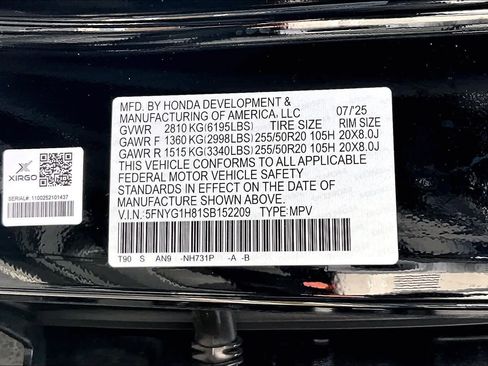 MFD. BY HONDA DEVELOPMENT &
MANUFACTURING OF AMERICA, LLC 07/'25
GVWR 2810 KG(6195LBS) TIRE SIZE RIM SIZE
GAWR F 1360 KG(2998LBS) 255/50R20 105H 20X8.0J
GAWR R 1515 KG(3340LBS) 255/50R20 105H 20X8.0J
THIS VEHICLE CONFORMS TO ALL APPLICABLE
FEDERAL MOTOR VEHICLE SAFETY
STANDARDS IN EFFECT ON THE DATE OF
MANUFACTURE SHOWN ABOVE.
V.I.N.:5FNYG1H81SB152209 TYPE:MPV
T90 S AN9 -NH731P -A -B
XIRGO
SERIAL#: 1100252101437